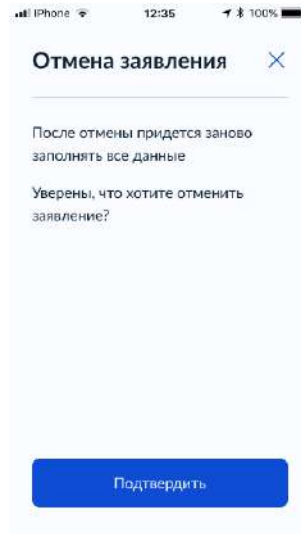 iPhone 12:35 100%
Отмена заявления
После отмены придется заново
заполнять все данные
Уверены, что хотите отменить
заявление?
Подтвердить